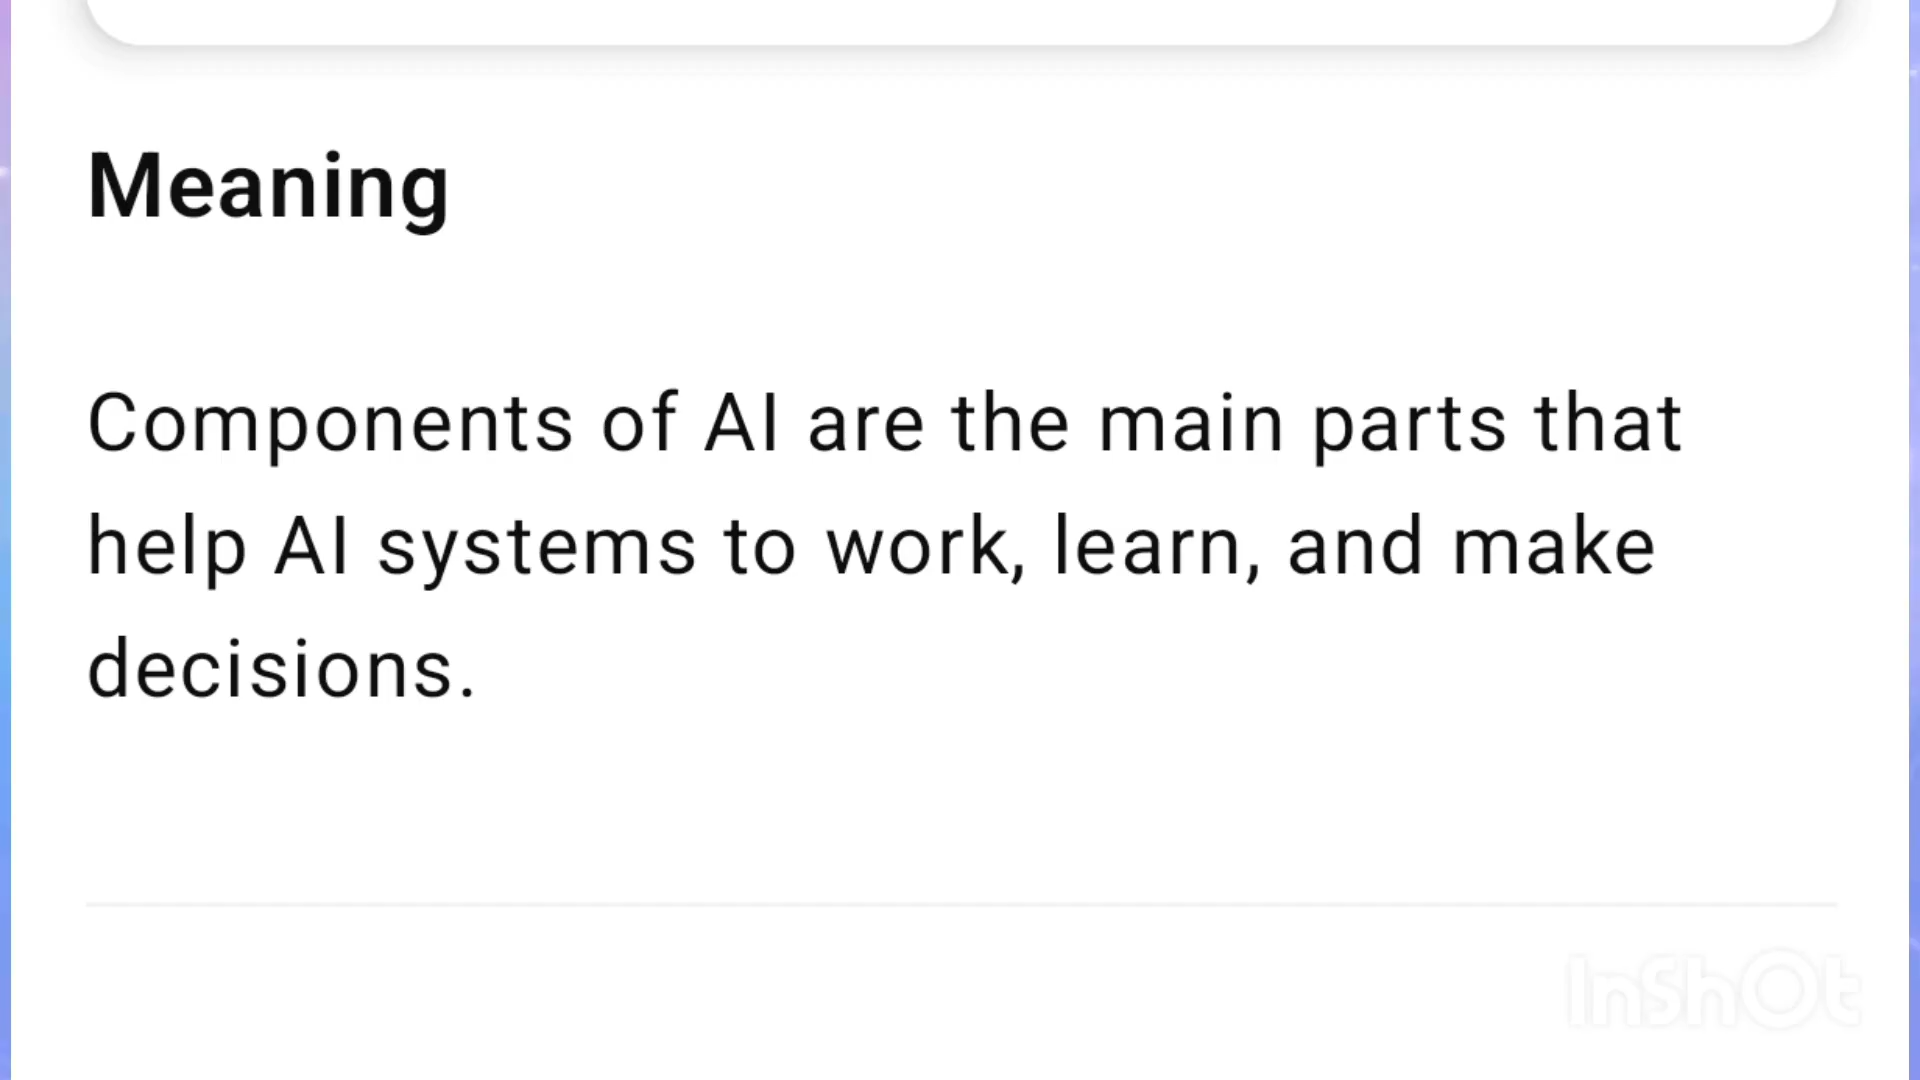 Meaning
Components of AI are the main parts that
help AI systems to work, learn, and make
decisions.
InShOt